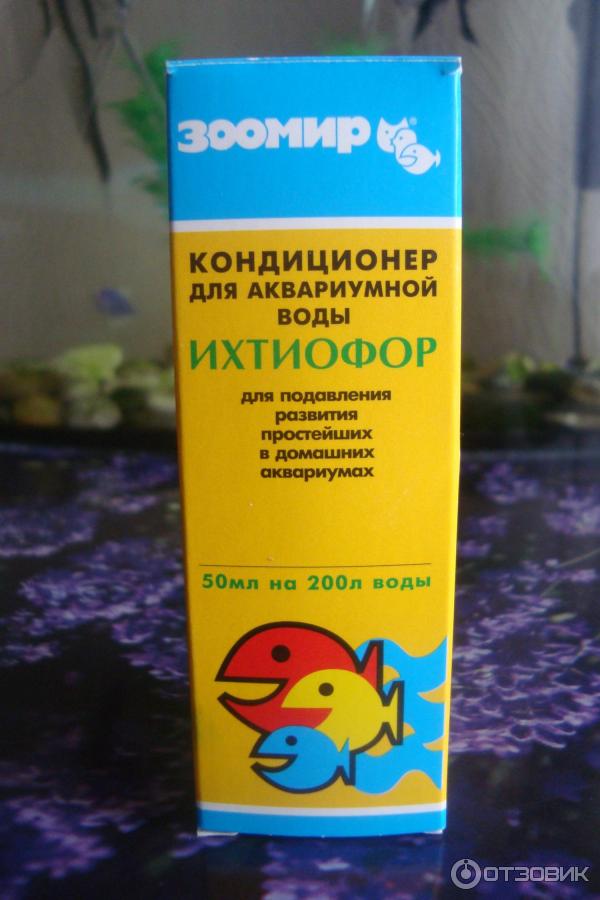 ЗООМИР ®
КОНДИЦИОНЕР
ДЛЯ АКВАРИУМНОЙ
ВОДЫ
ИХТИОФОР
для подавления
развития
простейших
в домашних
аквариумах
50мл на 200л воды
ОТЗОВИК